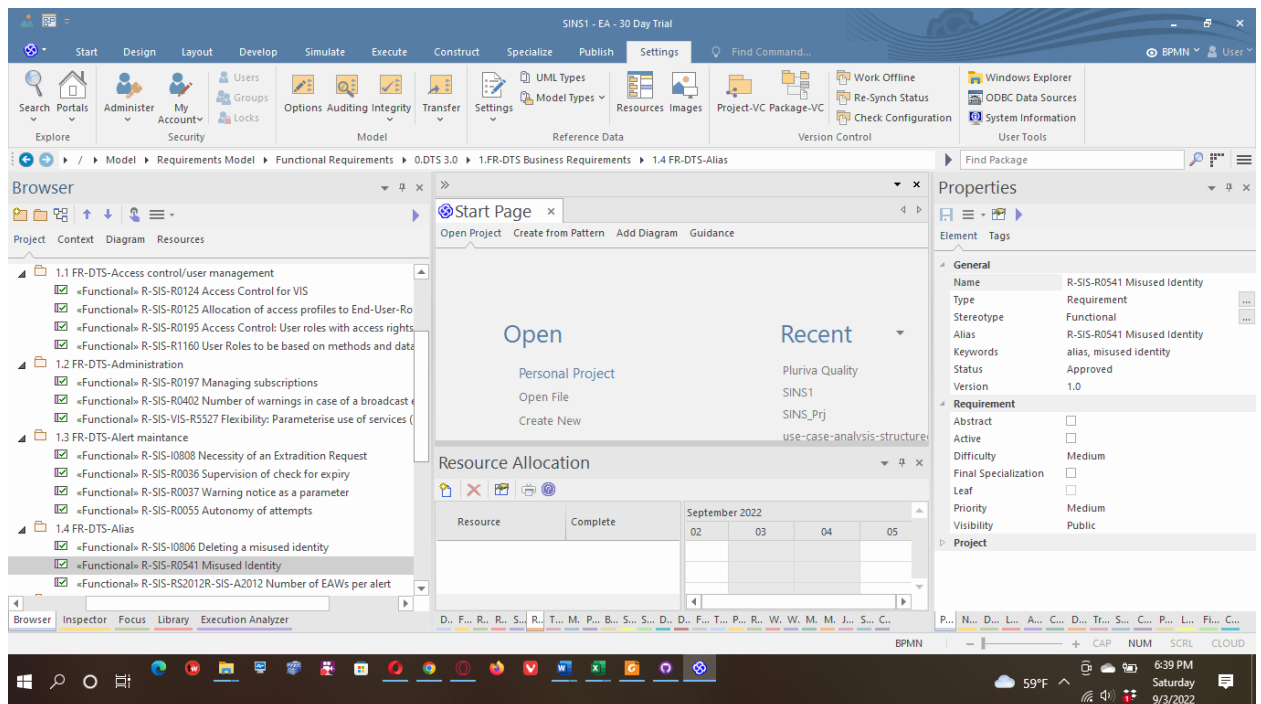 SINS1 - EA - 30 Day Trial
Start Design Layout Develop Simulate Execute Construct Specialize Publish Settings Find Command... BPMN User
Search Portals Administer My Account Users Groups Locks Options Auditing Integrity Transfer Settings UML Types Model Types Resources Images Project-VC Package-VC Work Offline Re-Synch Status Check Configuration Windows Explorer ODBC Data Sources System Information
Explore Security Model Reference Data Version Control User Tools
/ Model Requirements Model Functional Requirements 0.DTS 3.0 1.FR-DTS Business Requirements 1.4 FR-DTS-Alias Find Package
Browser
Project Context Diagram Resources
1.1 FR-DTS-Access control/user management
«Functional» R-SIS-R0124 Access Control for VIS
«Functional» R-SIS-R0125 Allocation of access profiles to End-User-Ro
«Functional» R-SIS-R0195 Access Control: User roles with access rights
«Functional» R-SIS-R1160 User Roles to be based on methods and data
1.2 FR-DTS-Administration
«Functional» R-SIS-R0197 Managing subscriptions
«Functional» R-SIS-R0402 Number of warnings in case of a broadcast
«Functional» R-SIS-VIS-R5527 Flexibility: Parameterise use of services (
1.3 FR-DTS-Alert maintance
«Functional» R-SIS-I0808 Necessity of an Extradition Request
«Functional» R-SIS-R0036 Supervision of check for expiry
«Functional» R-SIS-R0037 Warning notice as a parameter
«Functional» R-SIS-R0055 Autonomy of attempts
1.4 FR-DTS-Alias
«Functional» R-SIS-I0806 Deleting a misused identity
«Functional» R-SIS-R0541 Misused Identity
«Functional» R-SIS-RS2012R-SIS-A2012 Number of EAWs per alert
Browser Inspector Focus Library Execution Analyzer
Start Page ×
Open Project Create from Pattern Add Diagram Guidance
Open
Personal Project
Open File
Create New
Recent
Pluriva Quality
SINS1
SINS_Prj
use-case-analysis-structure
Resource Allocation
Resource Complete September 2022
02 03 04 05
D.. F... R.. R.. S... R.. T... M. P... B... S... S... D.. D.. F... T... P... R.. W. W. M. M. J... S... C..
Properties
Element Tags
General
Name R-SIS-R0541 Misused Identity
Type Requirement ...
Stereotype Functional ...
Alias R-SIS-R0541 Misused Identity
Keywords alias, misused identity
Status Approved
Version 1.0
Requirement
Abstract
Active
Difficulty Medium
Final Specialization
Leaf
Priority Medium
Visibility Public
Project
P... N... D... L... A... C... D... Tr... S... C... P... L... Fi... C...
BPMN CAP NUM SCRL CLOUD
59°F
6:39 PM
Saturday
9/3/2022